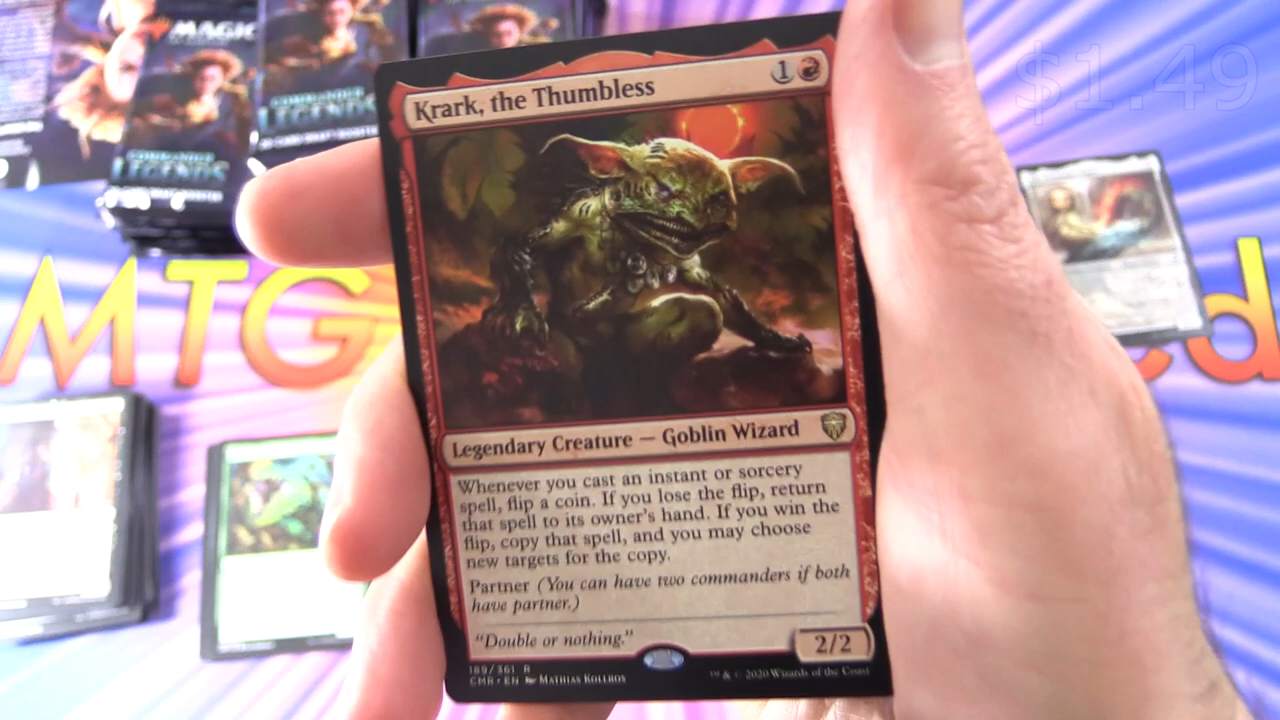 $1.49
MAGIC
COMMANDER
LEGENDS
COMMANDER
LEGENDS
MTG
ed
Krark, the Thumbless
1
Legendary Creature — Goblin Wizard
Whenever you cast an instant or sorcery
spell, flip a coin. If you lose the flip, return
that spell to its owner's hand. If you win the
flip, copy that spell, and you may choose
new targets for the copy.
Partner (You can have two commanders if both
have partner.)
"Double or nothing."
2/2
189/361 R
CMR • EN Mathias Kollros
™ & © 2020 Wizards of the Coast